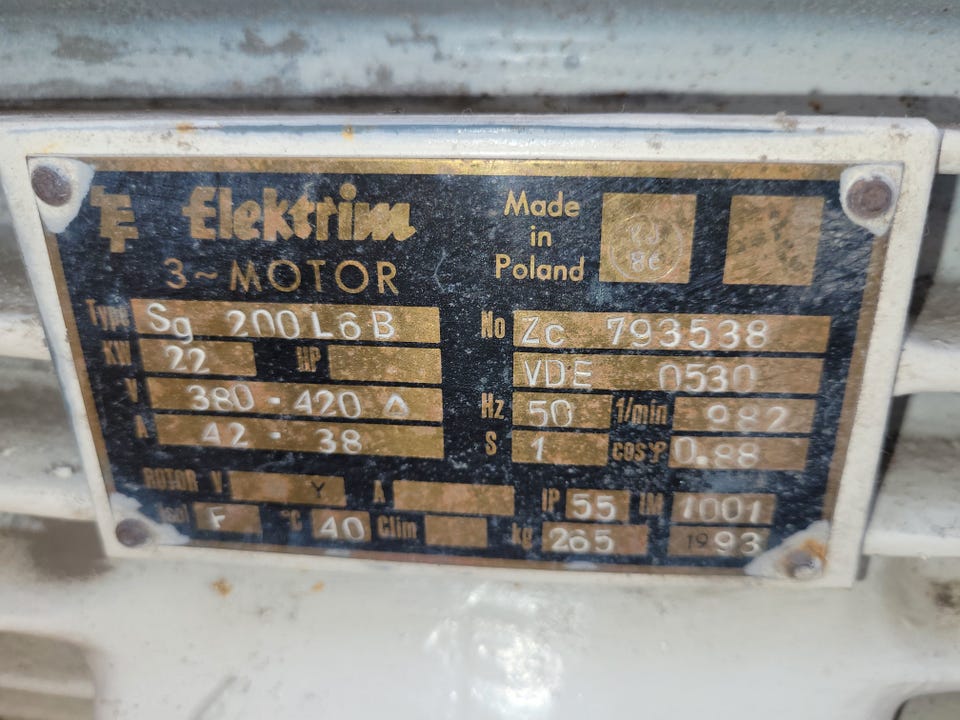 Elektrim
3~MOTOR
Made
in
Poland
KJ
86
Type Sg 200L6B No Zc 793538
KW 22 HP VDE 0530
V 380-420 Δ Hz 50 1/min 982
A 42-38 S 1 cosφ 0.88
ROTOR V Y A IP 55 IM 1001
Isol F °C 40 Clim kg 265 1993